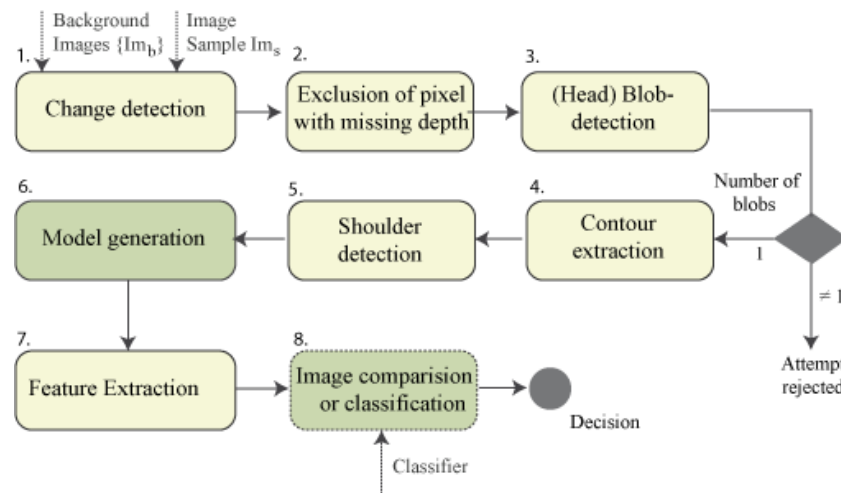 Background
Images {Im_b}
Image
Sample Im_s
1.
Change detection
2.
Exclusion of pixel
with missing depth
3.
(Head) Blob-
detection
Number of
blobs
1
≠ 1
Attempt
rejected
4.
Contour
extraction
5.
Shoulder
detection
6.
Model generation
7.
Feature Extraction
8.
Image comparision
or classification
Decision
Classifier